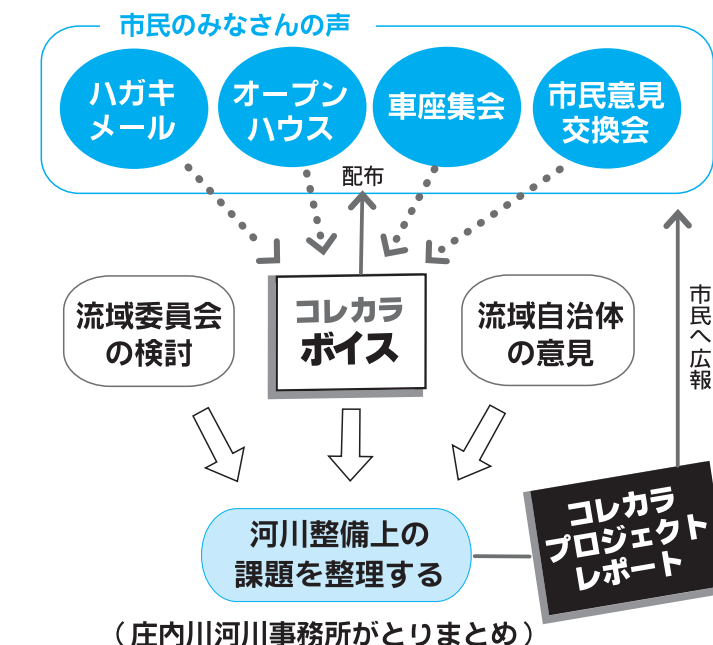 市民のみなさんの声
ハガキ
メール
オープン
ハウス
車座集会
市民意見
交換会
配布
流域委員会
の検討
コレカラ
ボイス
流域自治体
の意見
市民へ広報
河川整備上の
課題を整理する
コレカラ
プロジェクト
レポート
（庄内川河川事務所がとりまとめ）